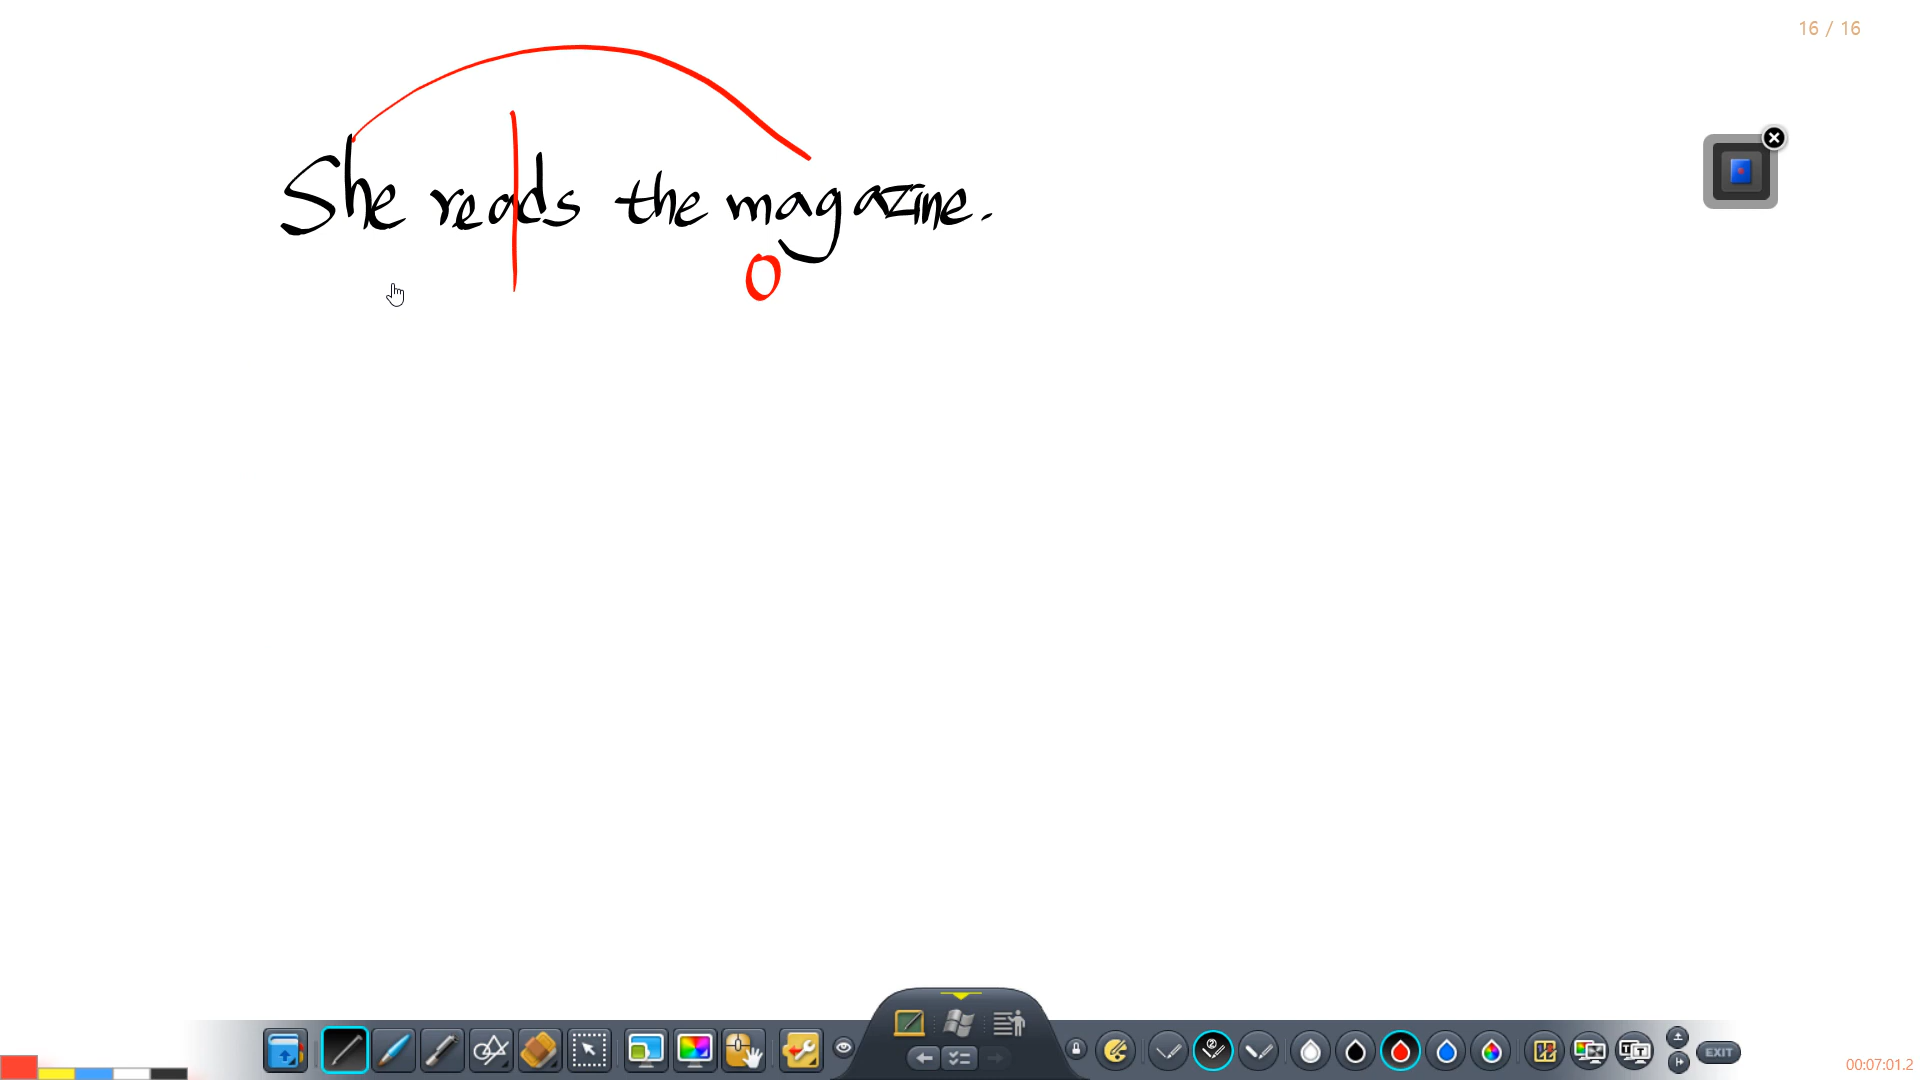 16 / 16
She reads the magazine.
O
EXIT
00:07:01.2